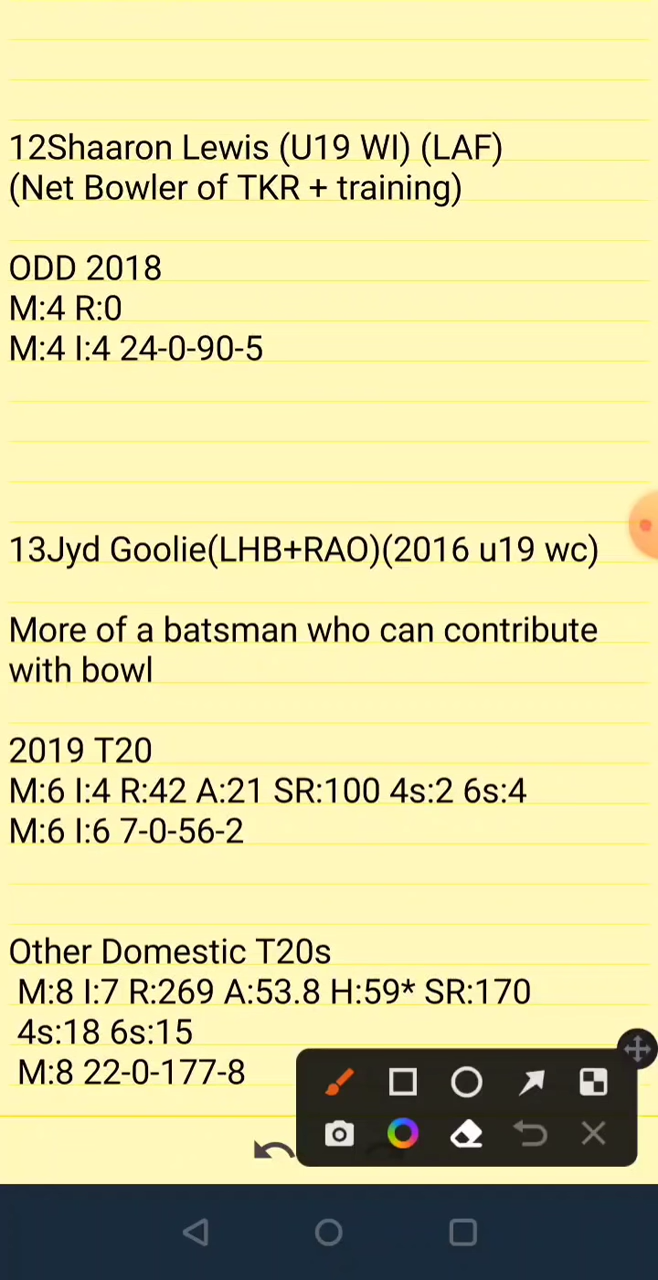 12Shaaron Lewis (U19 WI) (LAF)
(Net Bowler of TKR + training)
ODD 2018
M:4 R:0
M:4 I:4 24-0-90-5
13Jyd Goolie(LHB+RAO)(2016 u19 wc)
More of a batsman who can contribute
with bowl
2019 T20
M:6 I:4 R:42 A:21 SR:100 4s:2 6s:4
M:6 I:6 7-0-56-2
Other Domestic T20s
M:8 I:7 R:269 A:53.8 H:59* SR:170
4s:18 6s:15
M:8 22-0-177-8